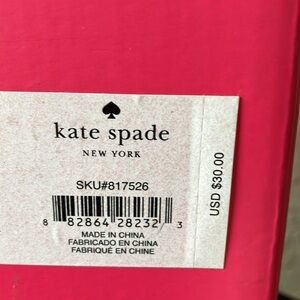 kate spade
NEW YORK
SKU#817526
8 82864 28232 3
MADE IN CHINA
FABRICADO EN CHINA
FABRIQUÉ EN CHINE
USD $30.00